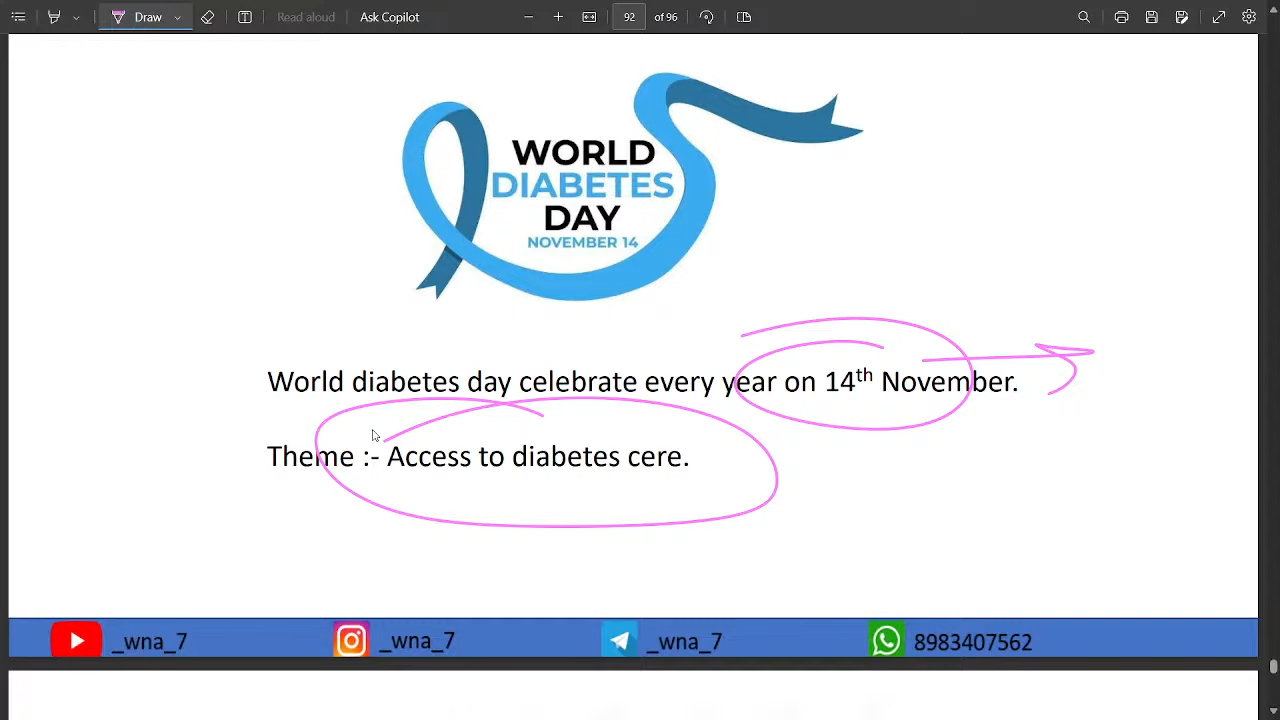 Draw
Read aloud
Ask Copilot
92 of 96
WORLD
DIABETES
DAY
NOVEMBER 14
World diabetes day celebrate every year on 14th November.
Theme :- Access to diabetes cere.
_wna_7 _wna_7 _wna_7 8983407562